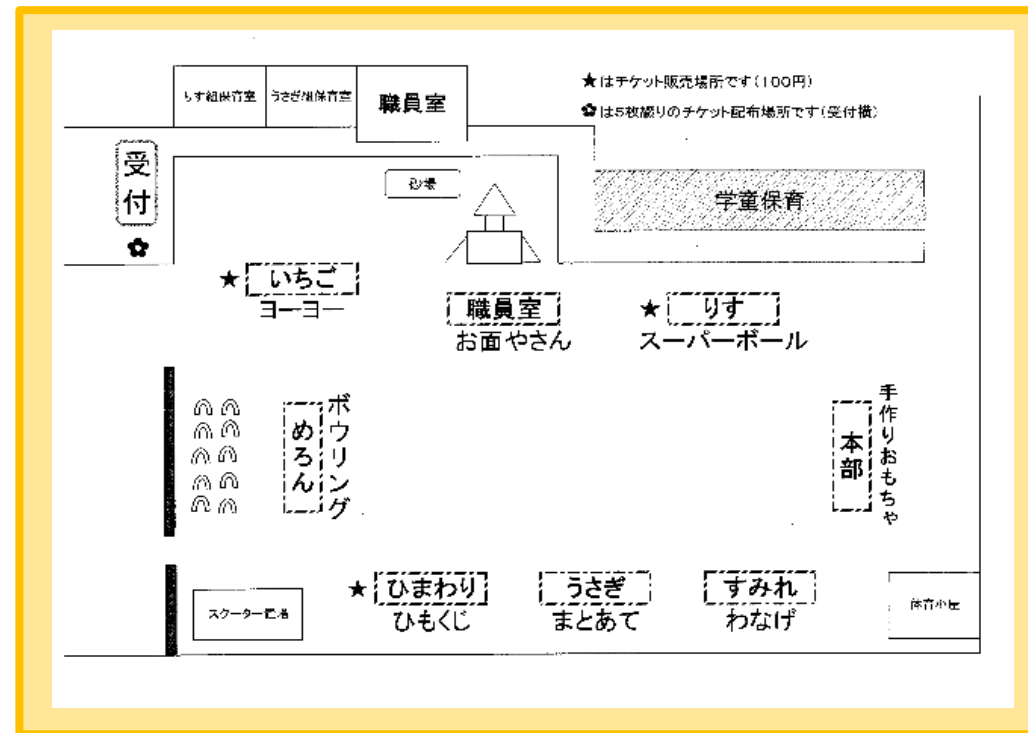 りす組保育室
うさぎ組保育室
職員室
★はチケット販売場所です(100円)
✿は5枚綴りのチケット配布場所です(受付横)
受付
✿
砂場
学童保育
★ いちご
ヨーヨー
職員室
お面やさん
★ りす
スーパーボール
めろん
ボウリング
本部
手作りおもちゃ
スクーター置場
★ ひまわり
ひもくじ
うさぎ
まとあて
すみれ
わなげ
体育小屋